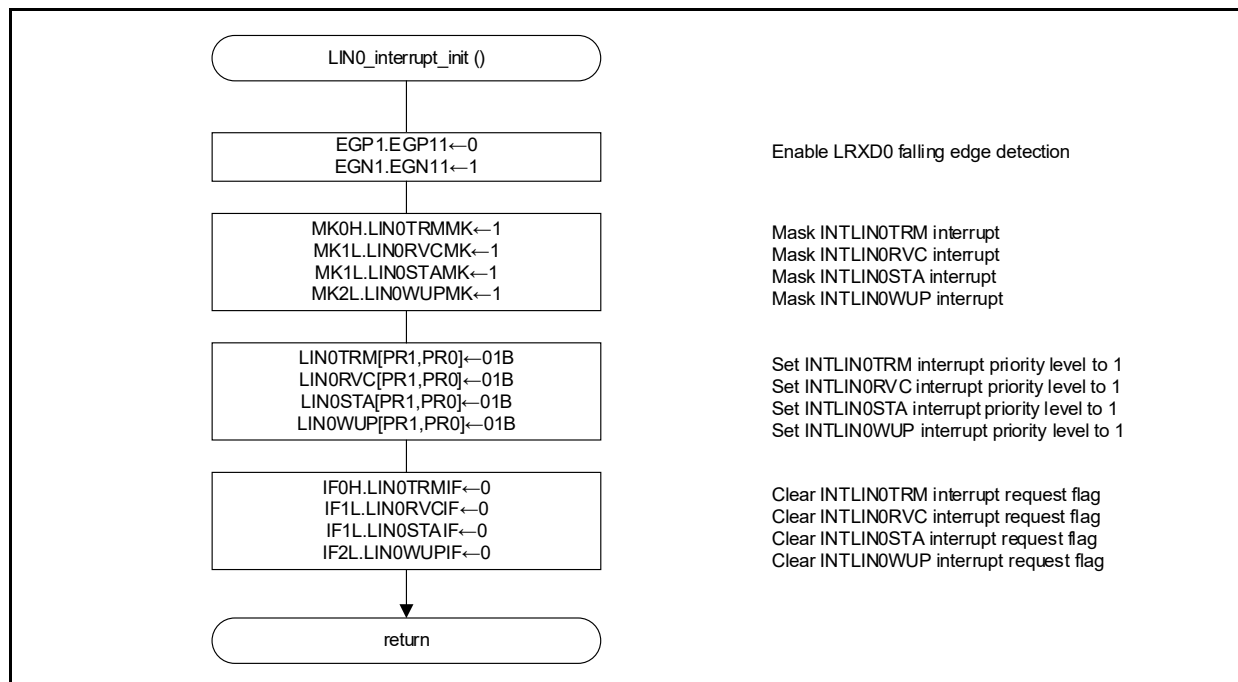 LIN0_interrupt_init ()
EGP1.EGP11←0
EGN1.EGN11←1
Enable LRXD0 falling edge detection
MK0H.LIN0TRMMK←1
MK1L.LIN0RVCMK←1
MK1L.LIN0STAMK←1
MK2L.LIN0WUPMK←1
Mask INTLIN0TRM interrupt
Mask INTLIN0RVC interrupt
Mask INTLIN0STA interrupt
Mask INTLIN0WUP interrupt
LIN0TRM[PR1,PR0]←01B
LIN0RVC[PR1,PR0]←01B
LIN0STA[PR1,PR0]←01B
LIN0WUP[PR1,PR0]←01B
Set INTLIN0TRM interrupt priority level to 1
Set INTLIN0RVC interrupt priority level to 1
Set INTLIN0STA interrupt priority level to 1
Set INTLIN0WUP interrupt priority level to 1
IF0H.LIN0TRMIF←0
IF1L.LIN0RVCIF←0
IF1L.LIN0STAIF←0
IF2L.LIN0WUPIF←0
Clear INTLIN0TRM interrupt request flag
Clear INTLIN0RVC interrupt request flag
Clear INTLIN0STA interrupt request flag
Clear INTLIN0WUP interrupt request flag
return